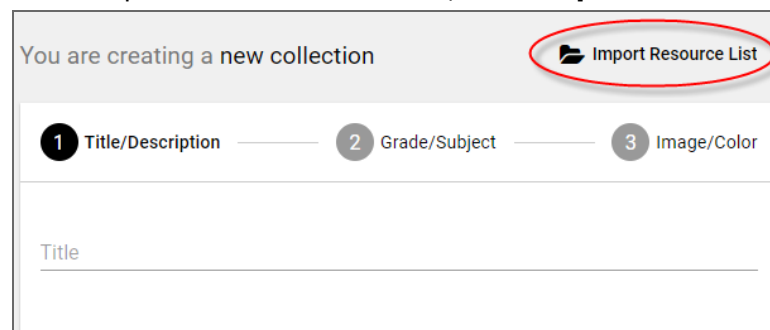 You are creating a new collection Import Resource List
1 Title/Description 2 Grade/Subject 3 Image/Color
Title